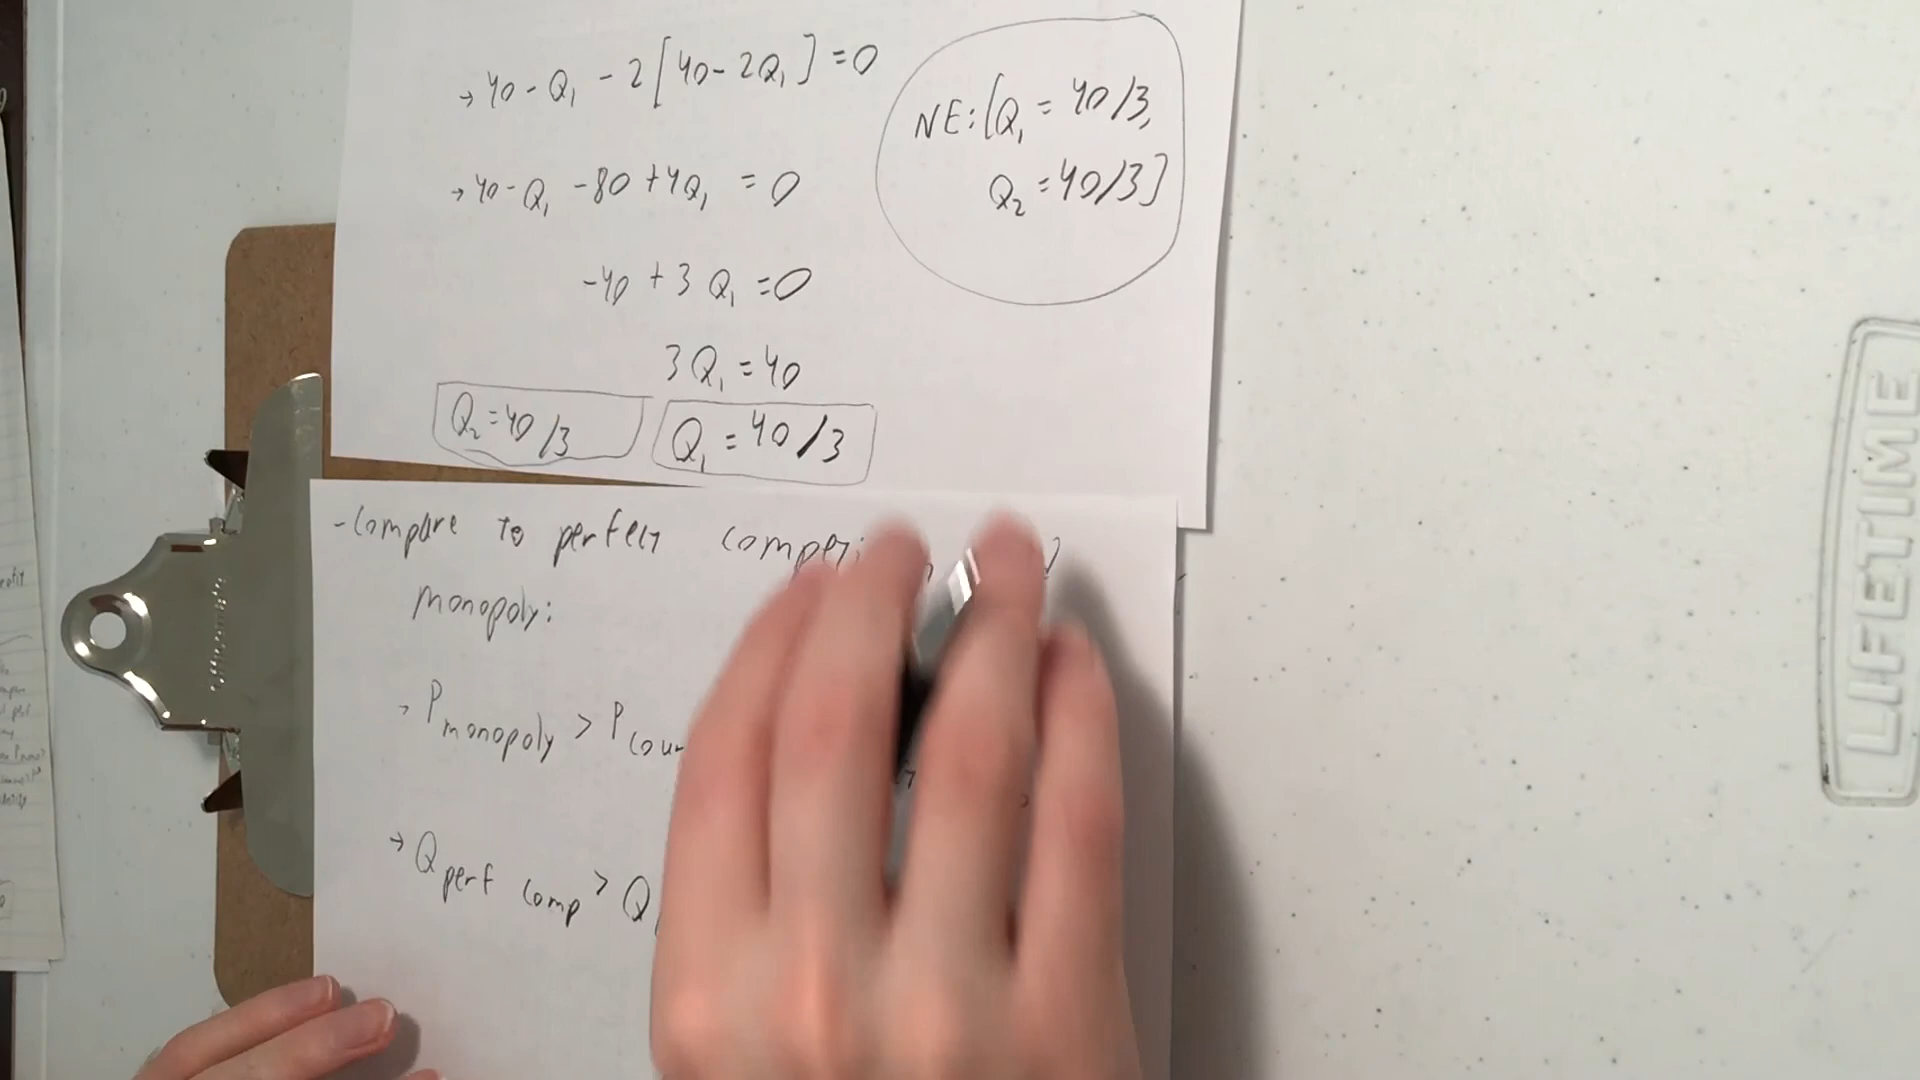 → 40 - Q₁ - 2[40 - 2Q₁] = 0
→ 40 - Q₁ - 80 + 4Q₁ = 0
-40 + 3Q₁ = 0
3Q₁ = 40
Q₂ = 40/3 Q₁ = 40/3
NE: [Q₁ = 40/3,
Q₂ = 40/3]
- Compare to perfect
monopoly:
→ P monopoly > P
→ Q perf comp > Q
LIFETIME
Officemate